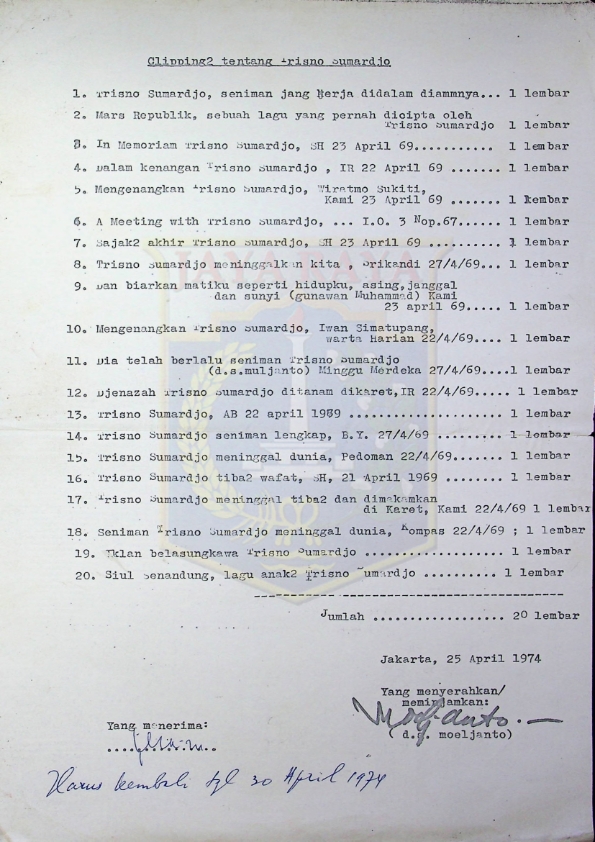 Clipping2 tentang Trisno Sumardjo
1. Trisno Sumardjo, seniman jang kerja didalam diammnya... 1 lembar
2. Mars Republik, sebuah lagu yang pernah dicipta oleh
Trisno Sumardjo 1 lembar
3. In Memoriam Trisno Sumardjo, SH 23 April 69........... 1 lembar
4. Dalam kenangan Trisno Sumardjo , IR 22 April 69 ....... 1 lembar
5. Mengenangkan Trisno Sumardjo, Wiratmo Sukiti,
Kami 23 April 69 ....... 1 lembar
6. A Meeting with Trisno Sumardjo, ... I.O. 3 Nop.67...... 1 lembar
7. Sajak2 akhir Trisno Sumardjo, SH 23 April 69 .......... 1 lembar
8. Trisno Sumardjo meninggalkan kita , Srikandii 27/4/69... 1 lembar
9. Dan biarkan matiku seperti hidupku, asing,janggal
dan sunyi (gunawan Muhammad) Kami
23 april 69..... 1 lembar
10. Mengenangkan Trisno Sumardjo, Iwan Simatupang,
warta Harian 22/4/69.... 1 lembar
11. Dia telah berlalu seniman Trisno Sumardjo
(d.s.muljanto) Minggu Merdeka 27/4/69....1 lembar
12. Djenazah Trisno Sumardjo ditanam dikaret,IR 22/4/69..... 1 lembar
13. Trisno Sumardjo, AB 22 april 1969 ...................... 1 lembar
14. Trisno Sumardjo seniman lengkap, B.Y. 27/4/69 ......... 1 lembar
15. Trisno Sumardjo meninggal dunia, Pedoman 22/4/69....... 1 lembar
16. Trisno Sumardjo tiba2 wafat, SH, 21 April 1969 ........ 1 lembar
17. Trisno Sumardjo meninggal tiba2 dan dimakamkan
di Karet, Kami 22/4/69 1 lembar
18. Seniman Trisno Sumardjo meninggal dunia, Kompas 22/4/69 ; 1 lembar
19. Iklan belasungkawa Trisno Sumardjo .................... 1 lembar
20. Siul Senandung, lagu anak2 Trisno Sumardjo .......... 1 lembar
Jumlah .................. 20 lembar
Jakarta, 25 April 1974
Yang menyerahkan/
meminjamkan:
(d.s. moeljanto)
Yang menerima:
Harus kembali tgl 30 April 1974
JAYA RAYA